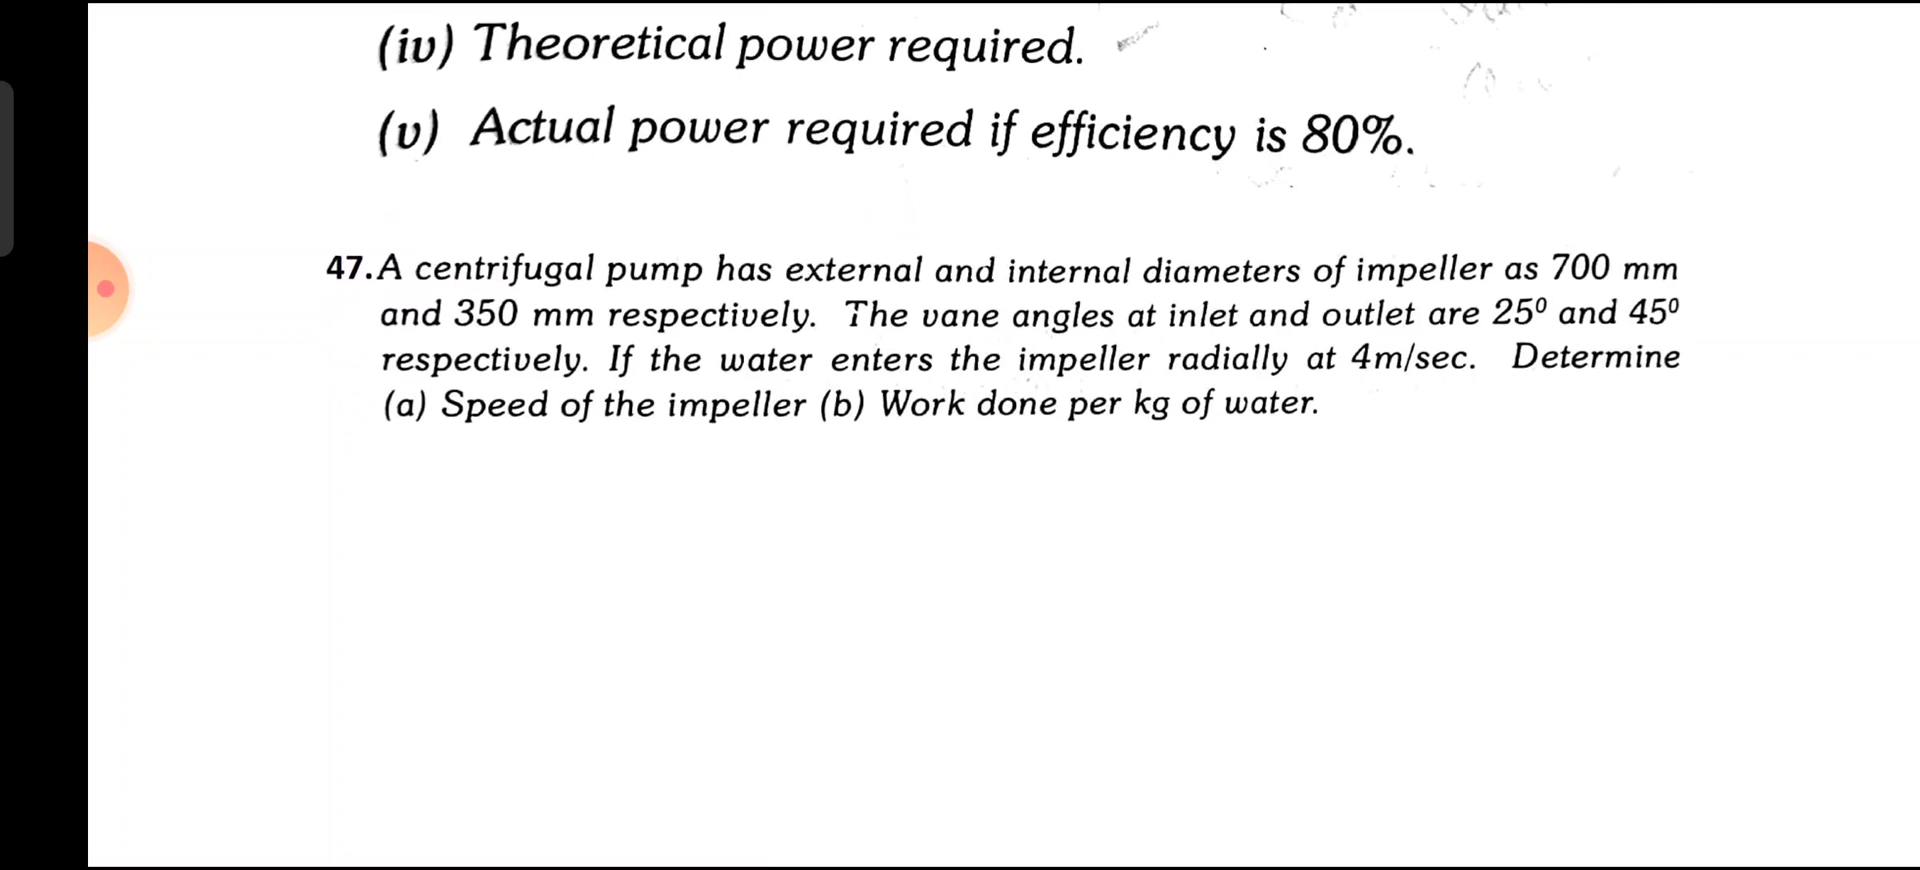 (iv) Theoretical power required.
(v) Actual power required if efficiency is 80%.
47. A centrifugal pump has external and internal diameters of impeller as 700 mm
and 350 mm respectively. The vane angles at inlet and outlet are 25⁰ and 45⁰
respectively. If the water enters the impeller radially at 4m/sec. Determine
(a) Speed of the impeller (b) Work done per kg of water.